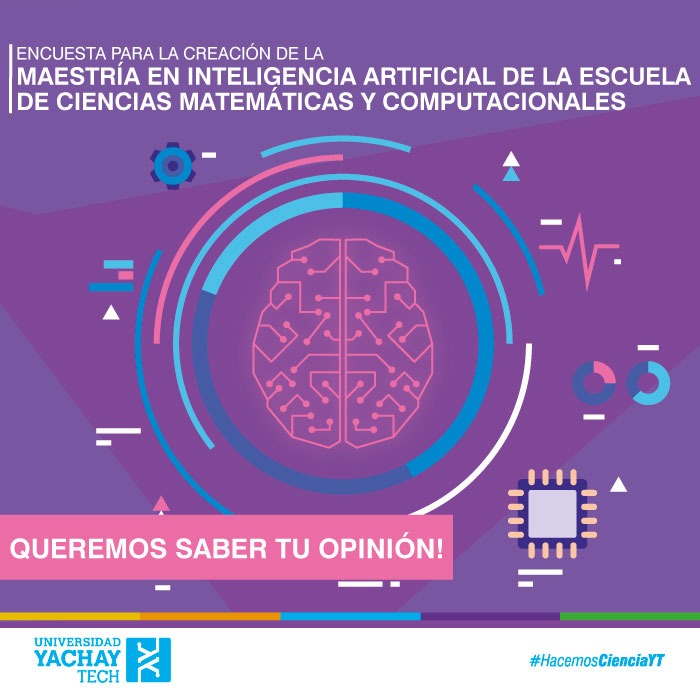 ENCUESTA PARA LA CREACIÓN DE LA
MAESTRÍA EN INTELIGENCIA ARTIFICIAL DE LA ESCUELA
DE CIENCIAS MATEMÁTICAS Y COMPUTACIONALES
QUEREMOS SABER TU OPINIÓN!
UNIVERSIDAD
YACHAY
TECH
#HacemosCienciaYT